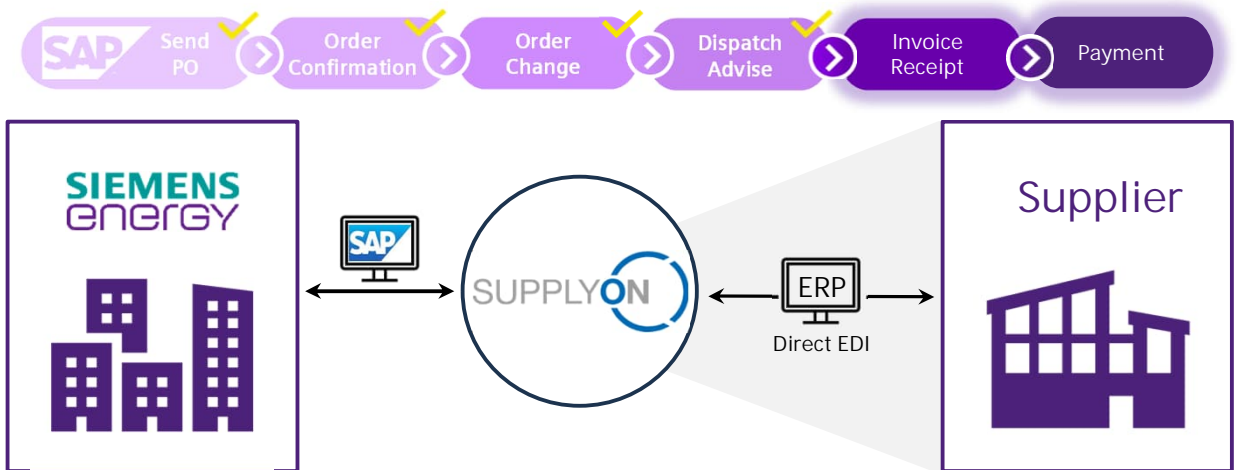 SAP
Send
PO
Order
Confirmation
Order
Change
Dispatch
Advise
Invoice
Receipt
Payment
SIEMENS
energy
SAP
SUPPLYON
ERP
Direct EDI
Supplier